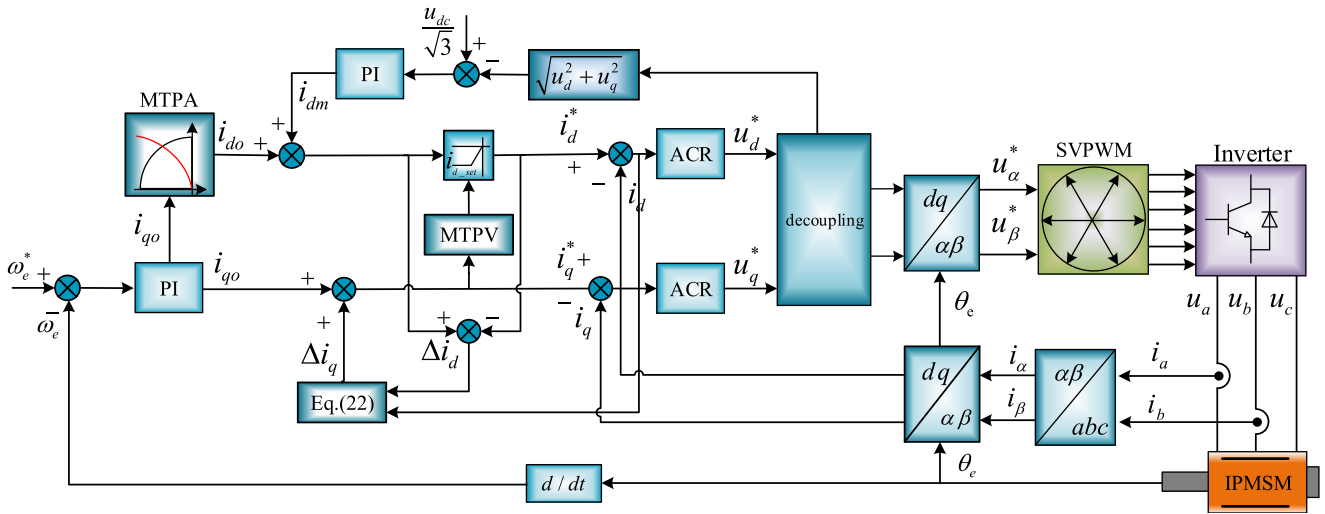 u_dc/√3
+
−
PI
√(u_d^2 + u_q^2)
i_dm
MTPA
+
i_do
+
i_d_set
i_d^*
+
−
i_d
ACR
u_d^*
decoupling
dq
αβ
u_α^*
u_β^*
SVPWM
Inverter
i_qo
MTPV
ω_e^*
+
−
ω_e
PI
i_qo
+
+
Δi_q
+
−
Δi_d
i_q^*
+
−
i_q
ACR
u_q^*
θ_e
u_a
u_b
u_c
Eq.(22)
dq
αβ
i_α
i_β
αβ
abc
i_a
i_b
d/dt
θ_e
IPMSM